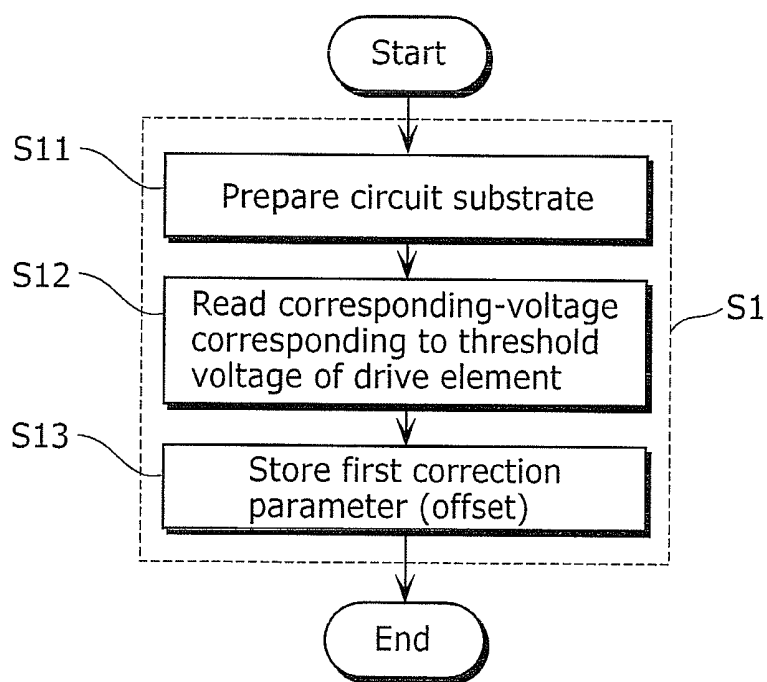 Start
S11
Prepare circuit substrate
S12
Read corresponding-voltage
corresponding to threshold
voltage of drive element
S1
S13
Store first correction
parameter (offset)
End